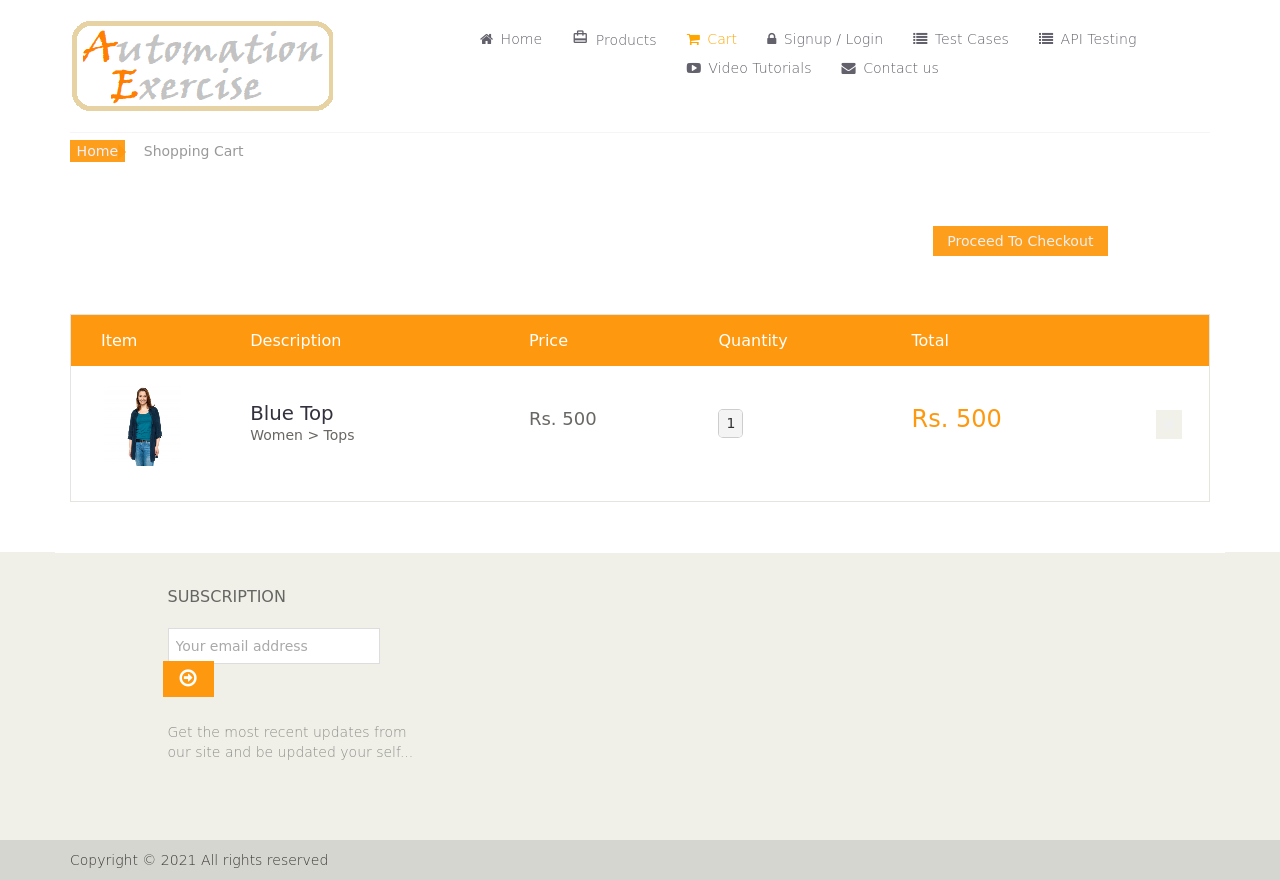 Automation
Exercise
Home
Products
Cart
Signup / Login
Test Cases
API Testing
Video Tutorials
Contact us
Home
Shopping Cart
Proceed To Checkout
Item Description Price Quantity Total
Blue Top
Women > Tops
Rs. 500
1
Rs. 500
SUBSCRIPTION
Your email address
Get the most recent updates from
our site and be updated your self...
Copyright © 2021 All rights reserved